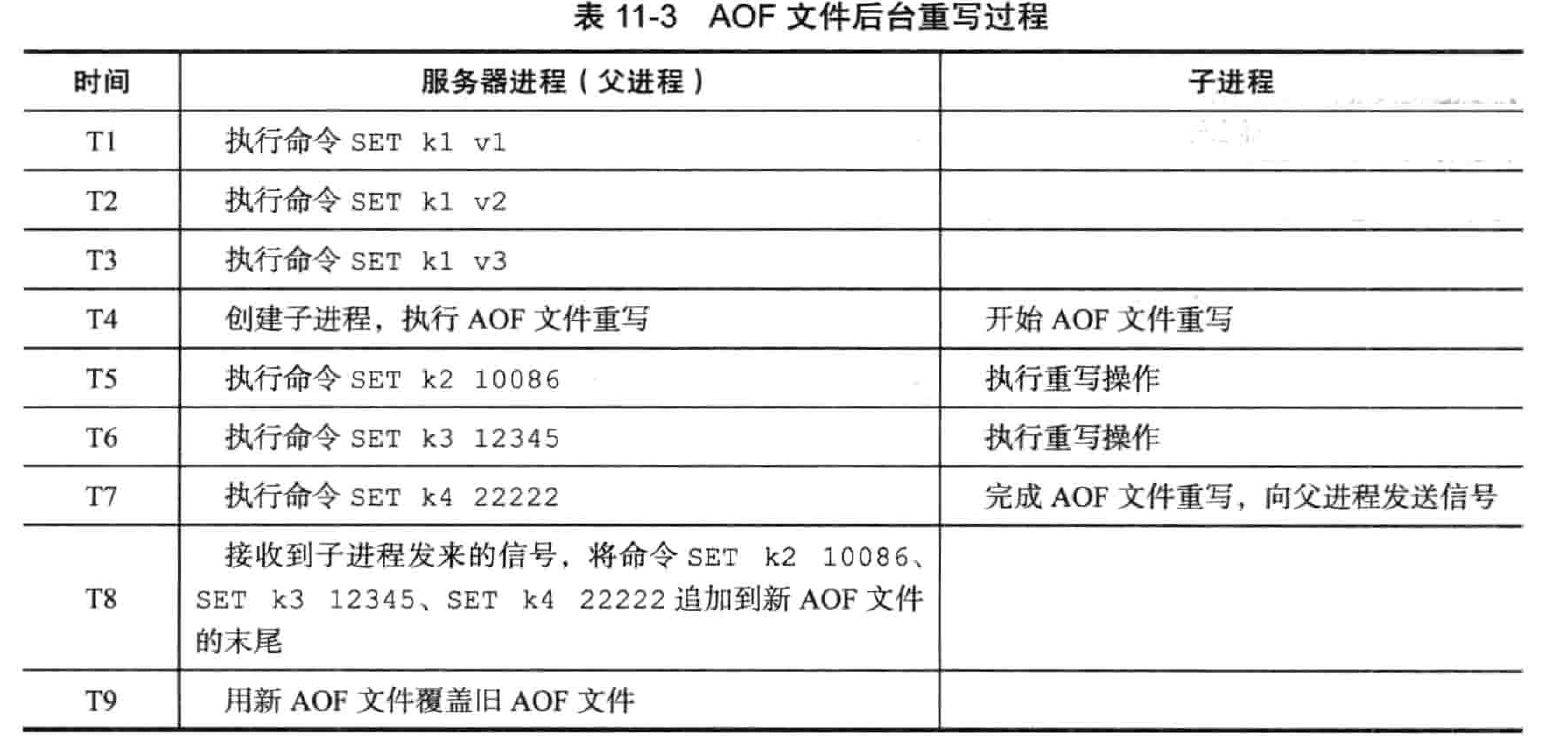 表 11-3 AOF 文件后台重写过程
时间 服务器进程（父进程） 子进程
T1 执行命令 SET k1 v1
T2 执行命令 SET k1 v2
T3 执行命令 SET k1 v3
T4 创建子进程，执行 AOF 文件重写 开始 AOF 文件重写
T5 执行命令 SET k2 10086 执行重写操作
T6 执行命令 SET k3 12345 执行重写操作
T7 执行命令 SET k4 22222 完成 AOF 文件重写，向父进程发送信号
接收到子进程发来的信号，将命令 SET k2 10086、
T8 SET k3 12345、SET k4 22222 追加到新 AOF 文件
的末尾
T9 用新 AOF 文件覆盖旧 AOF 文件